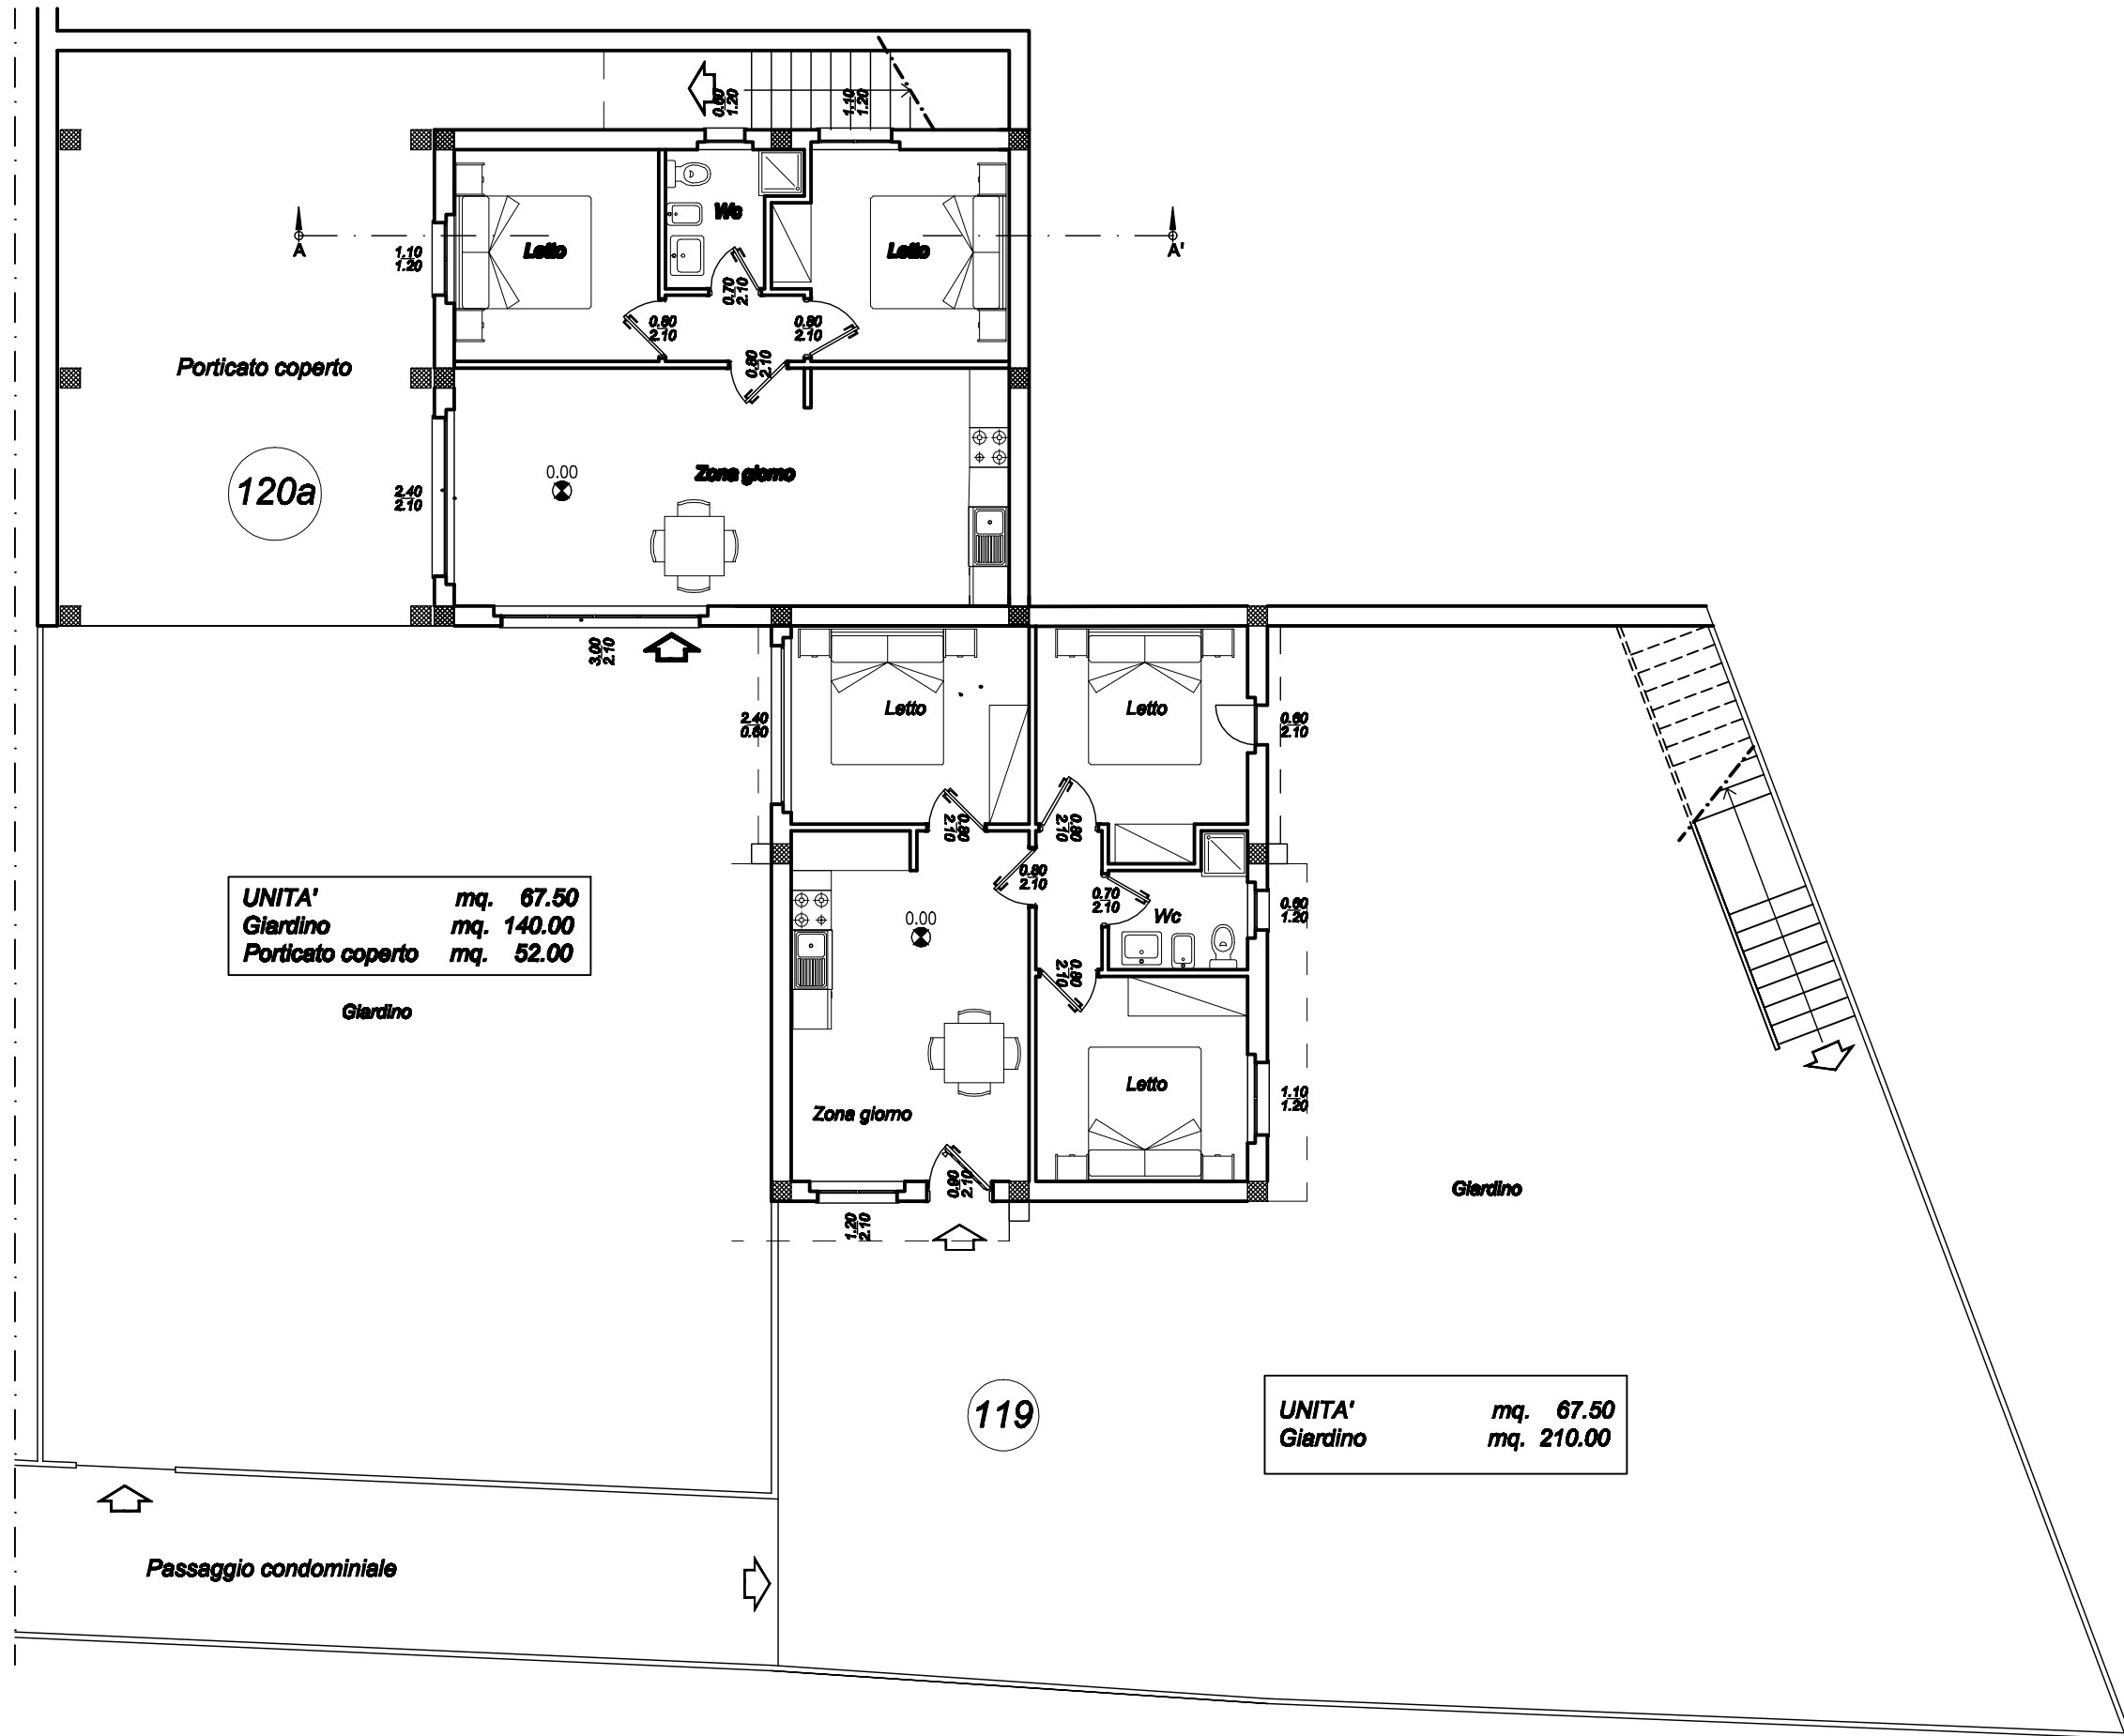 0.60
1.20
1.10
1.20
Wc
Letto
Letto
A
A'
1.10
1.20
0.70
2.10
0.80
2.10
0.80
2.10
0.80
2.10
Porticato coperto
120a
0.00
Zona giorno
2.40
2.10
3.00
2.10
Letto
Letto
2.40
0.60
0.60
2.10
0.80
2.10
0.80
2.10
0.80
2.10
0.70
2.10
Wc
0.60
1.20
UNITA' mq. 67.50
Giardino mq. 140.00
Porticato coperto mq. 52.00
0.00
0.80
2.10
Giardino
Letto
1.10
1.20
Zona giorno
0.90
2.10
1.20
2.10
Giardino
119
UNITA' mq. 67.50
Giardino mq. 210.00
Passaggio condominiale